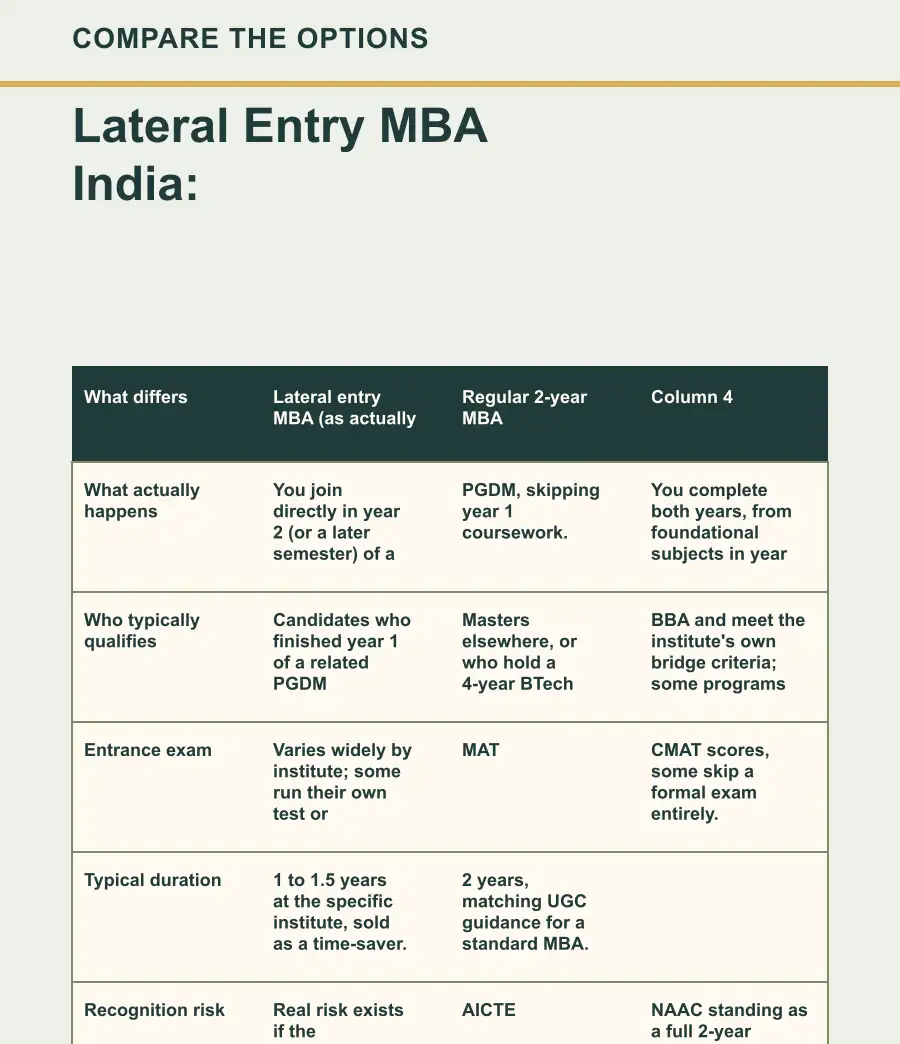 COMPARE THE OPTIONS
Lateral Entry MBA
India:
What differs
Lateral entry
MBA (as actually
Regular 2-year
MBA
Column 4
What actually
happens
You join
directly in year
2 (or a later
semester) of a
PGDM, skipping
year 1
coursework.
You complete
both years, from
foundational
subjects in year
Who typically
qualifies
Candidates who
finished year 1
of a related
PGDM
Masters
elsewhere, or
who hold a
4-year BTech
BBA and meet the
institute's own
bridge criteria;
some programs
Entrance exam
Varies widely by
institute; some
run their own
test or
MAT
CMAT scores,
some skip a
formal exam
entirely.
Typical duration
1 to 1.5 years
at the specific
institute, sold
as a time-saver.
2 years,
matching UGC
guidance for a
standard MBA.
Recognition risk
Real risk exists
if the
AICTE
NAAC standing as
a full 2-year